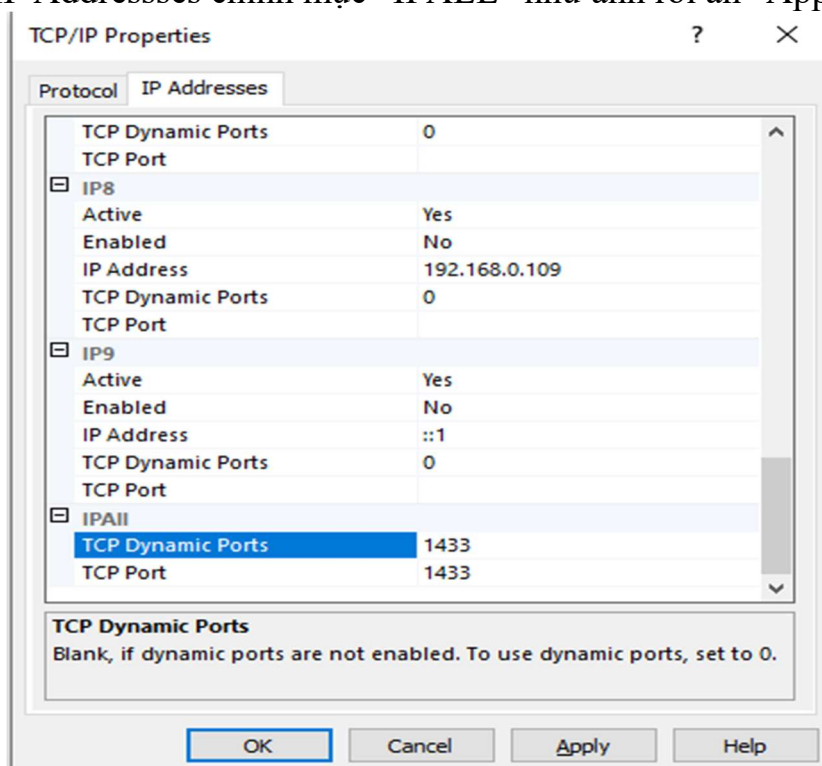 Addressses mục
TCP/IP Properties ? ×
Protocol IP Addresses
TCP Dynamic Ports 0
TCP Port
IP8
Active Yes
Enabled No
IP Address 192.168.0.109
TCP Dynamic Ports 0
TCP Port
IP9
Active Yes
Enabled No
IP Address ::1
TCP Dynamic Ports 0
TCP Port
IPAll
TCP Dynamic Ports 1433
TCP Port 1433
TCP Dynamic Ports
Blank, if dynamic ports are not enabled. To use dynamic ports, set to 0.
OK Cancel Apply Help